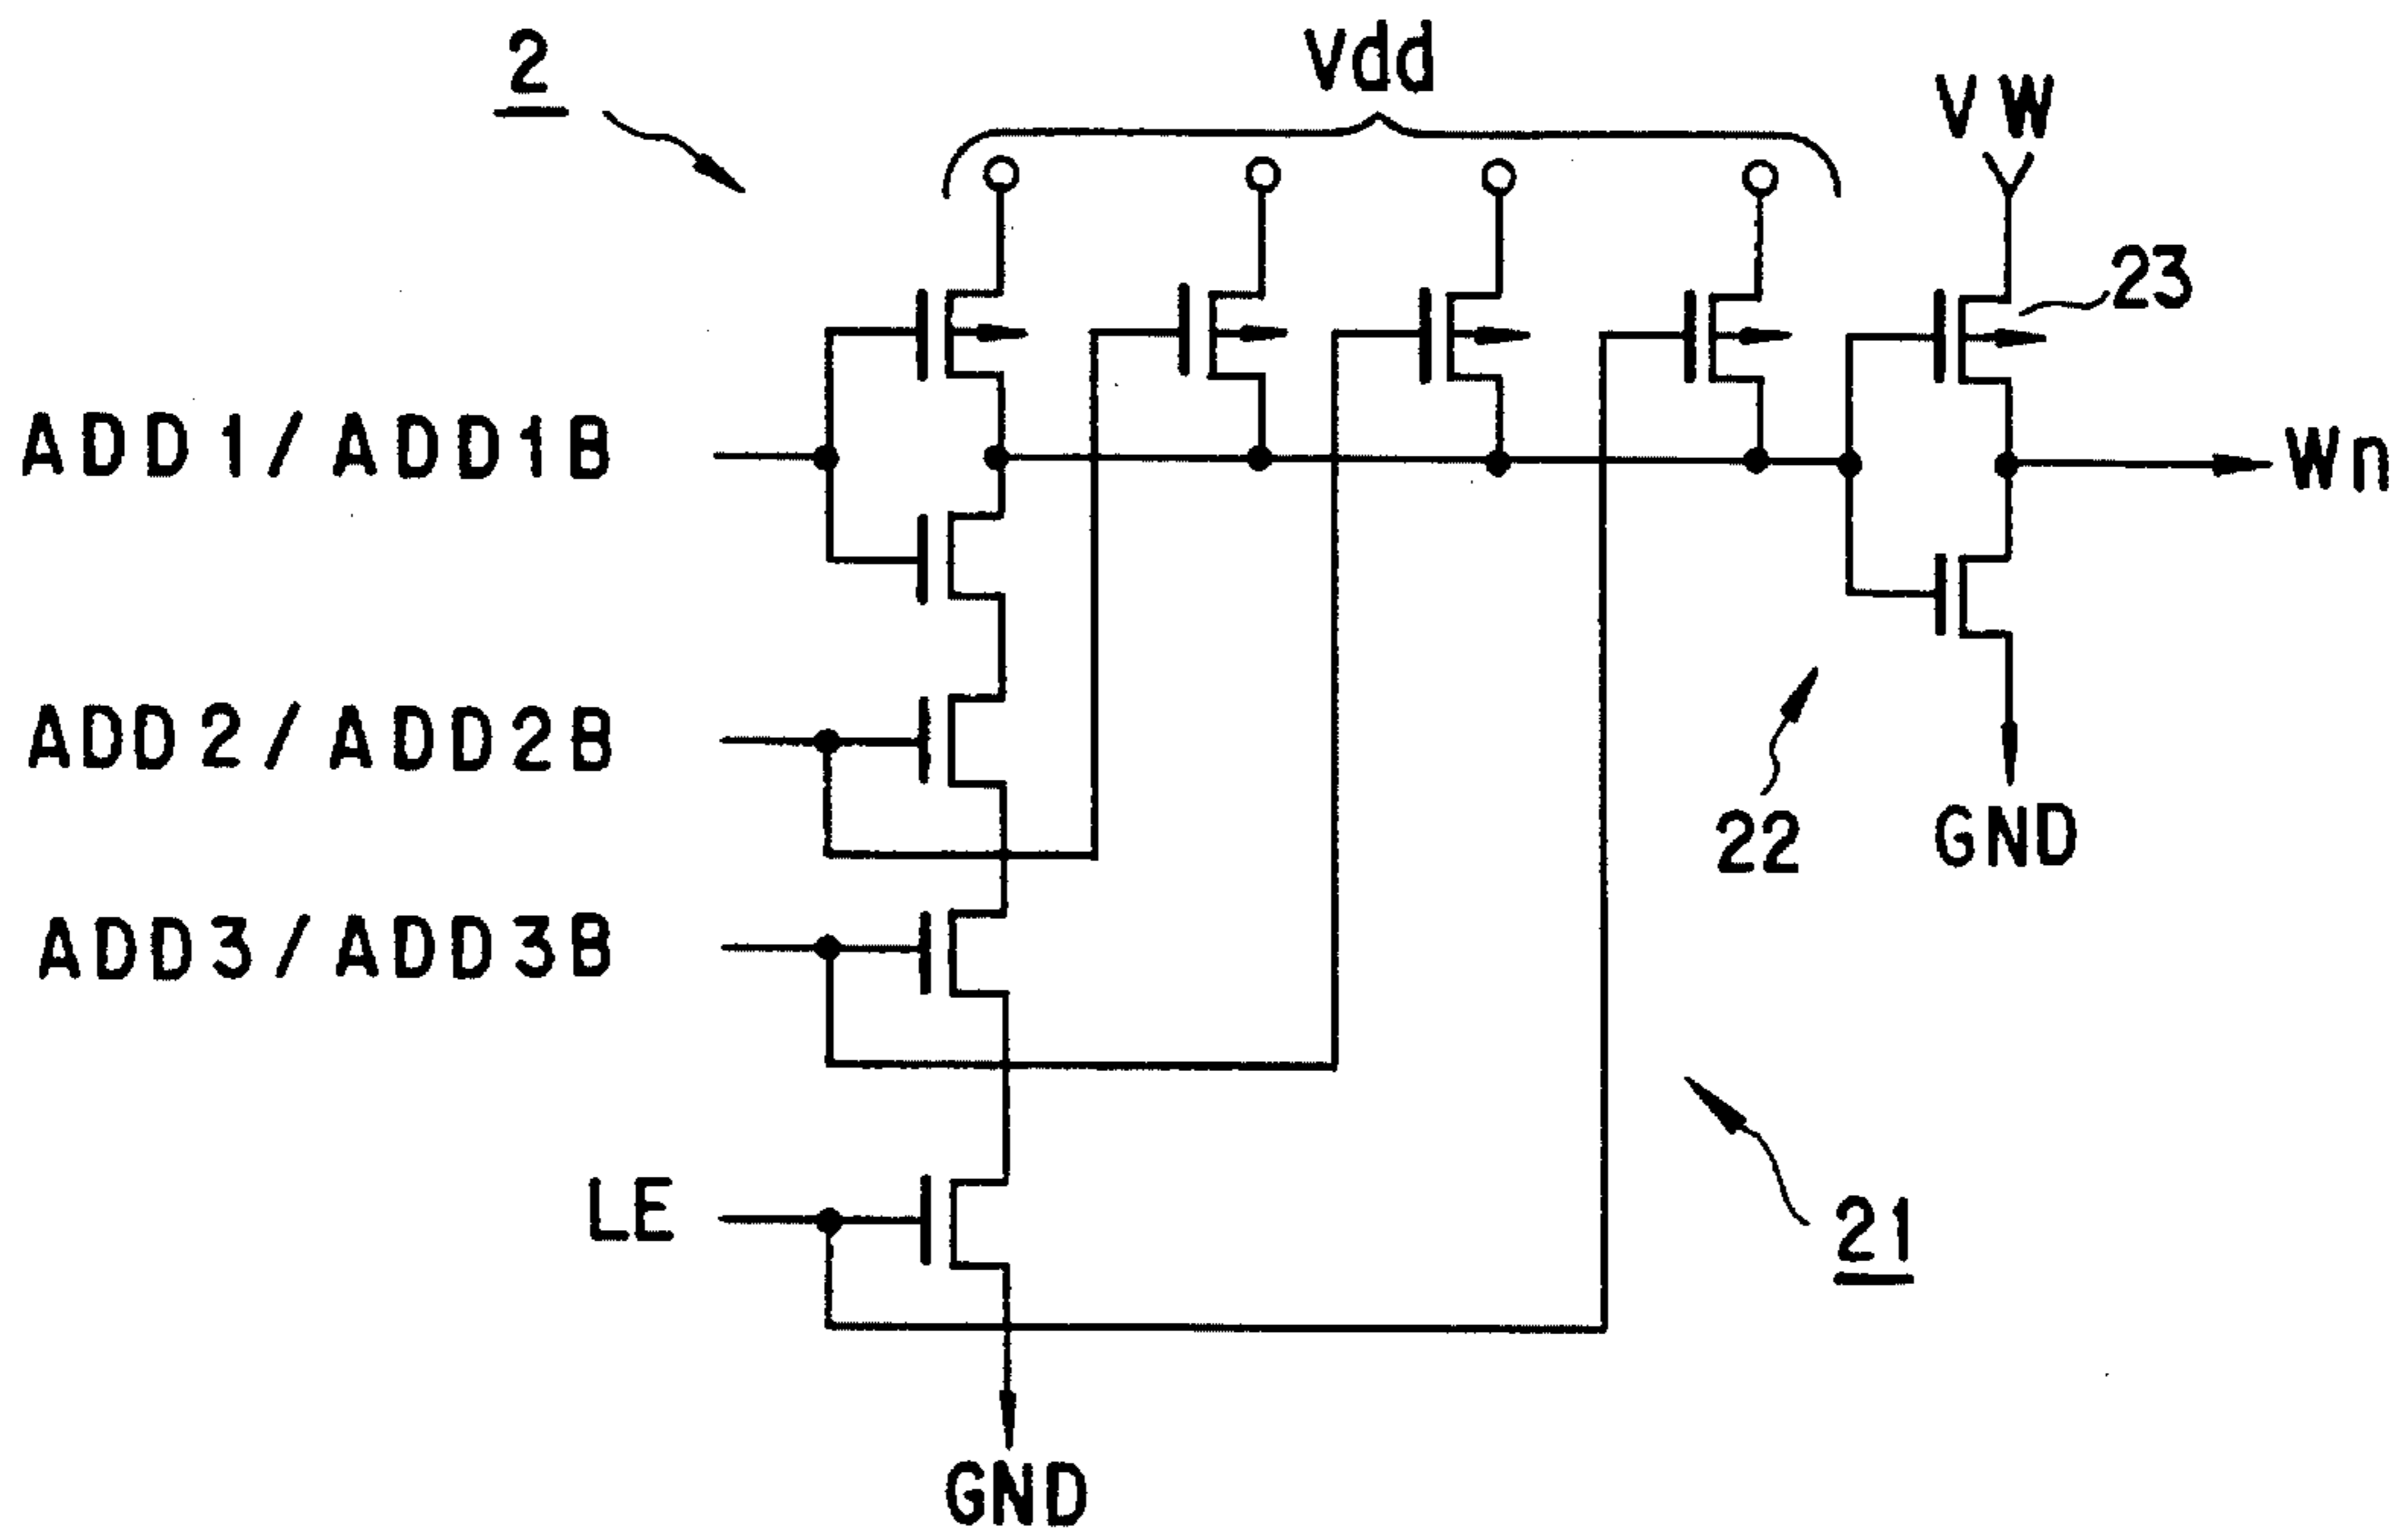 2
Vdd
VW
23
ADD1/ADD1B
Wn
ADD2/ADD2B
22
GND
ADD3/ADD3B
LE
21
GND